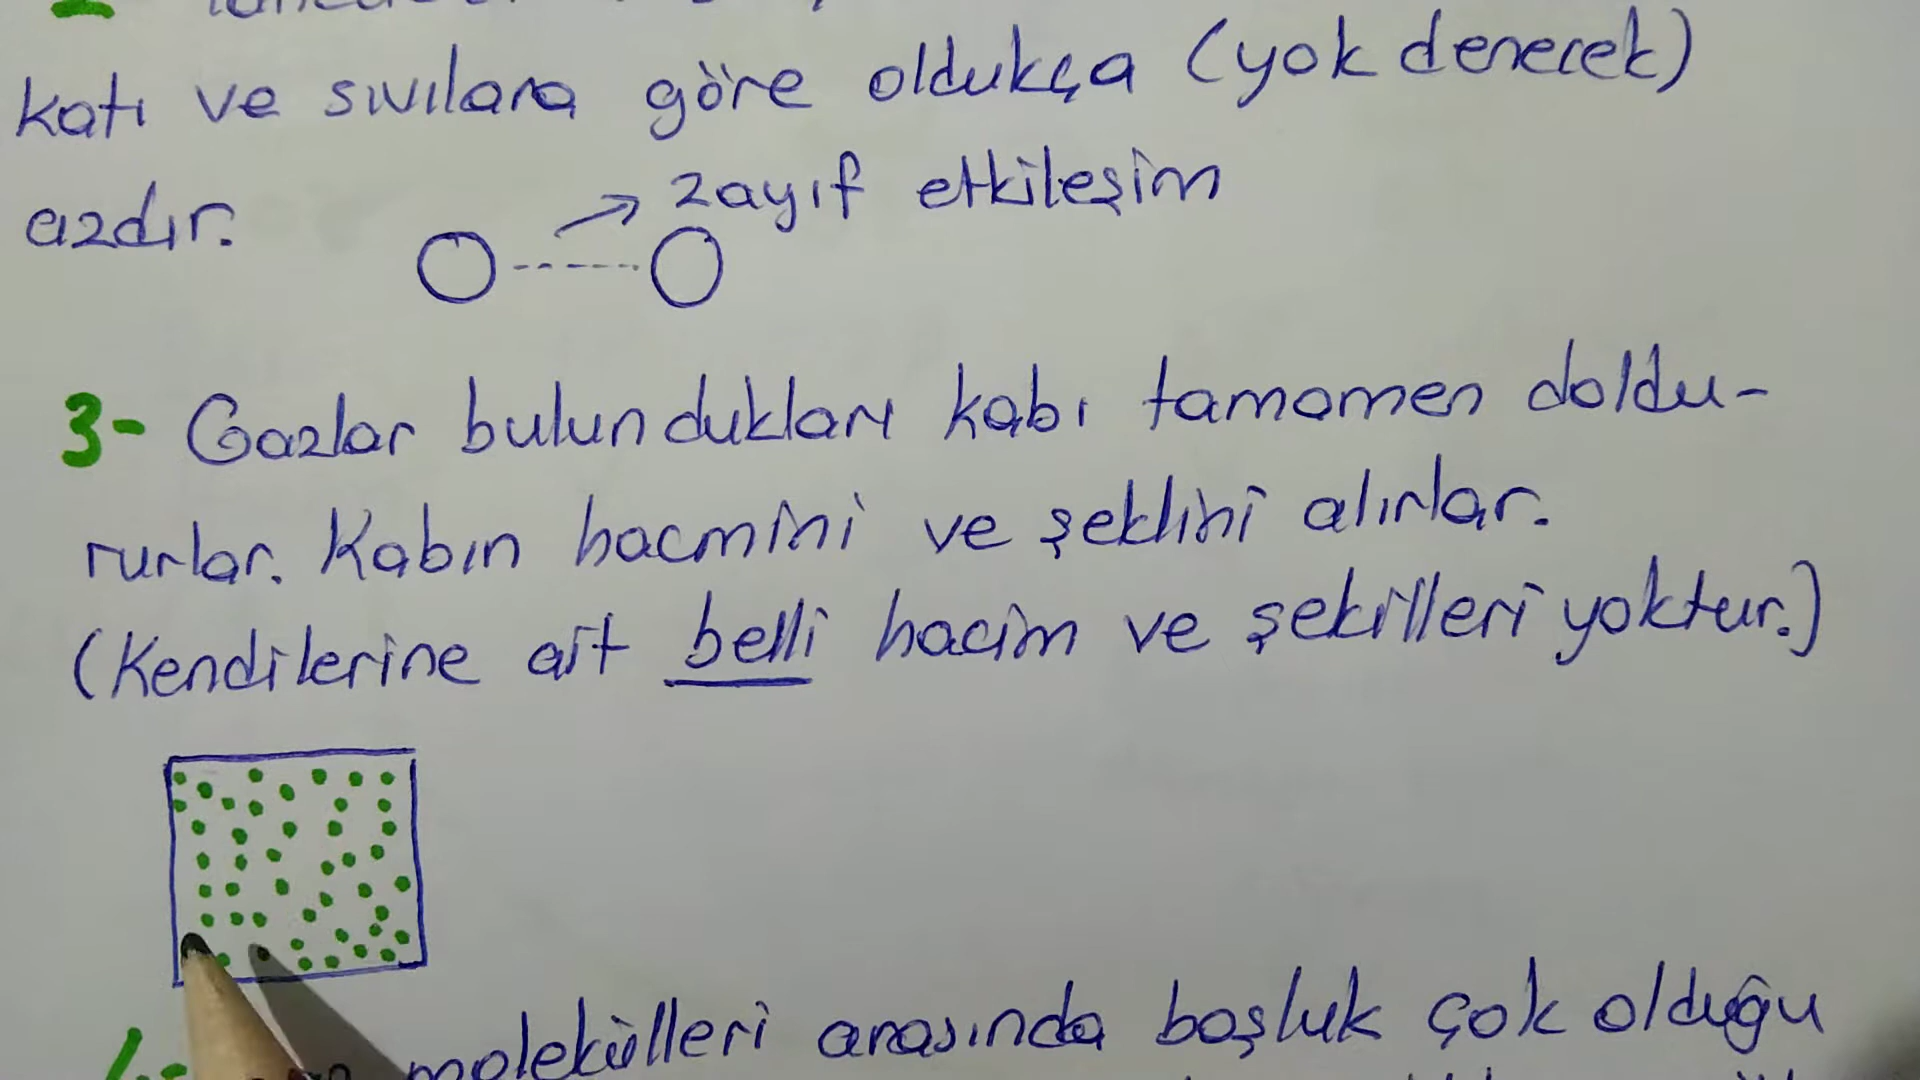 katı ve sıvılara göre oldukça (yok denecek)
azdır.
zayıf etkileşim
3- Gazlar bulundukları kabı tamamen doldu-
rurlar. Kabın hacmini ve şeklini alırlar.
(Kendilerine ait belli hacim ve şekilleri yoktur.)
molekülleri arasında boşluk çok olduğu